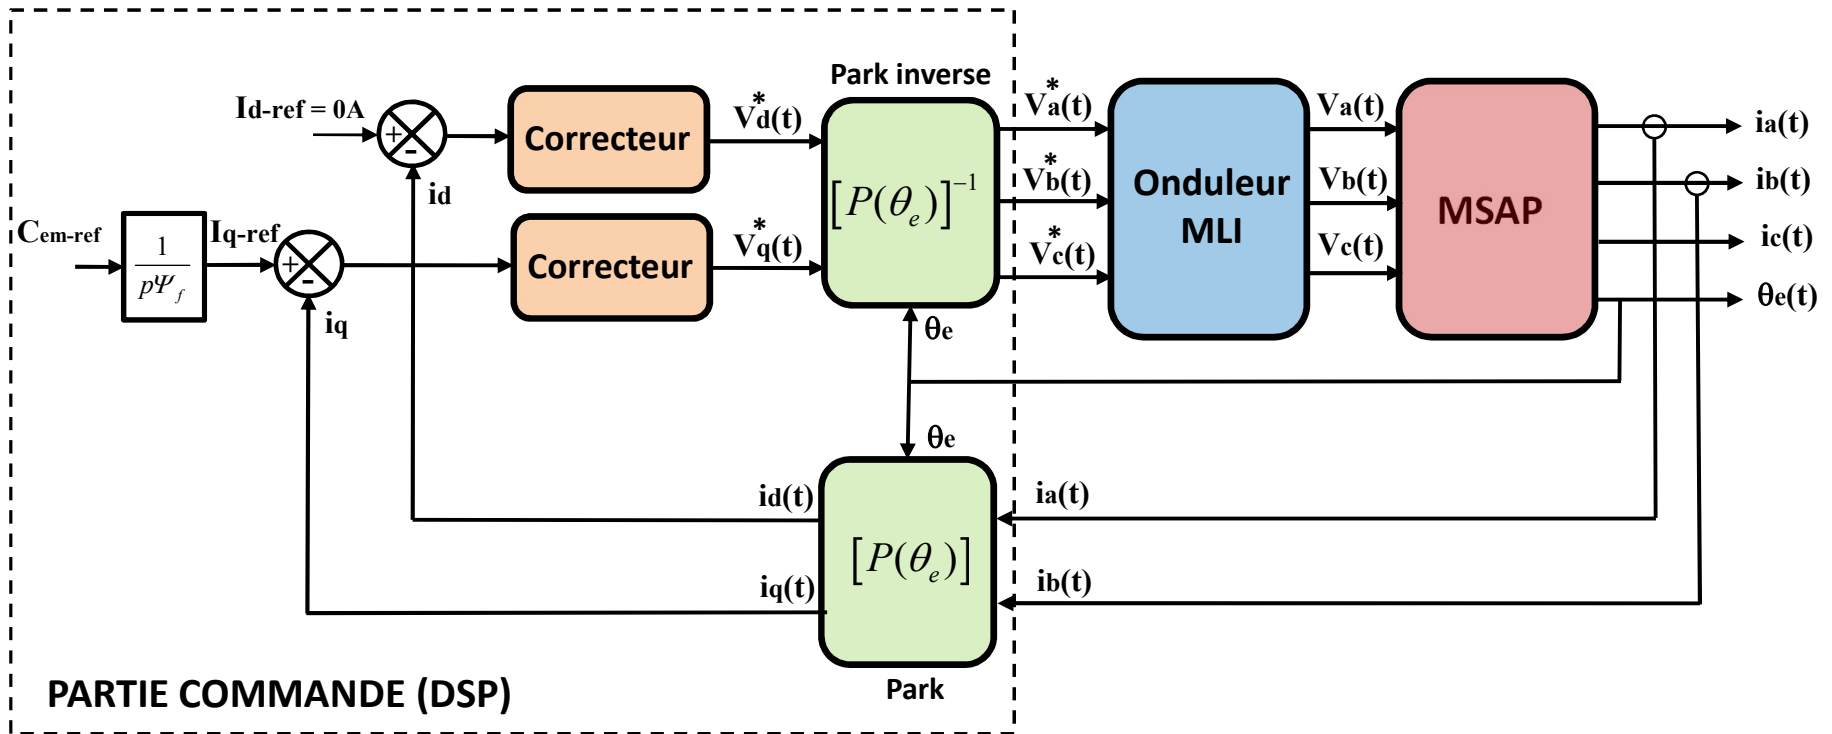 Park inverse
Id-ref = 0A
+
-
Correcteur
V*d(t)
[P(θe)]⁻¹
V*a(t)
V*b(t)
V*c(t)
Onduleur
MLI
Va(t)
Vb(t)
Vc(t)
MSAP
ia(t)
ib(t)
ic(t)
θe(t)
id
Cem-ref
1
pΨf
Iq-ref
+
-
Correcteur
V*q(t)
iq
θe
θe
id(t)
iq(t)
[P(θe)]
ia(t)
ib(t)
Park
PARTIE COMMANDE (DSP)